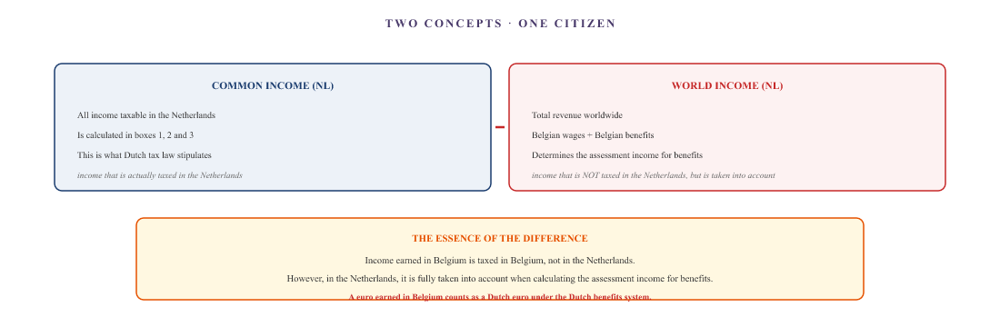 TWO CONCEPTS · ONE CITIZEN
COMMON INCOME (NL)
All income taxable in the Netherlands
Is calculated in boxes 1, 2 and 3
This is what Dutch tax law stipulates
income that is actually taxed in the Netherlands
WORLD INCOME (NL)
Total revenue worldwide
Belgian wages + Belgian benefits
Determines the assessment income for benefits
income that is NOT taxed in the Netherlands, but is taken into account
THE ESSENCE OF THE DIFFERENCE
Income earned in Belgium is taxed in Belgium, not in the Netherlands.
However, in the Netherlands, it is fully taken into account when calculating the assessment income for benefits.
A euro earned in Belgium counts as a Dutch euro under the Dutch benefits system.